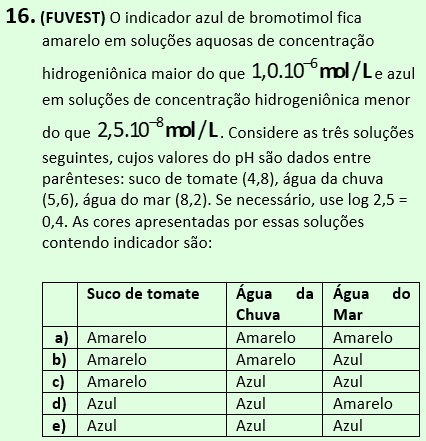 16. (FUVEST) O indicador azul de bromotimol fica
amarelo em soluções aquosas de concentração
hidrogeniônica maior do que 1,0.10⁻⁶ mol/L e azul
em soluções de concentração hidrogeniônica menor
do que 2,5.10⁻⁸ mol/L. Considere as três soluções
seguintes, cujos valores do pH são dados entre
parênteses: suco de tomate (4,8), água da chuva
(5,6), água do mar (8,2). Se necessário, use log 2,5 =
0,4. As cores apresentadas por essas soluções
contendo indicador são:
Suco de tomate Água da Chuva Água do Mar
a) Amarelo Amarelo Amarelo
b) Amarelo Amarelo Azul
c) Amarelo Azul Azul
d) Azul Azul Amarelo
e) Azul Azul Azul